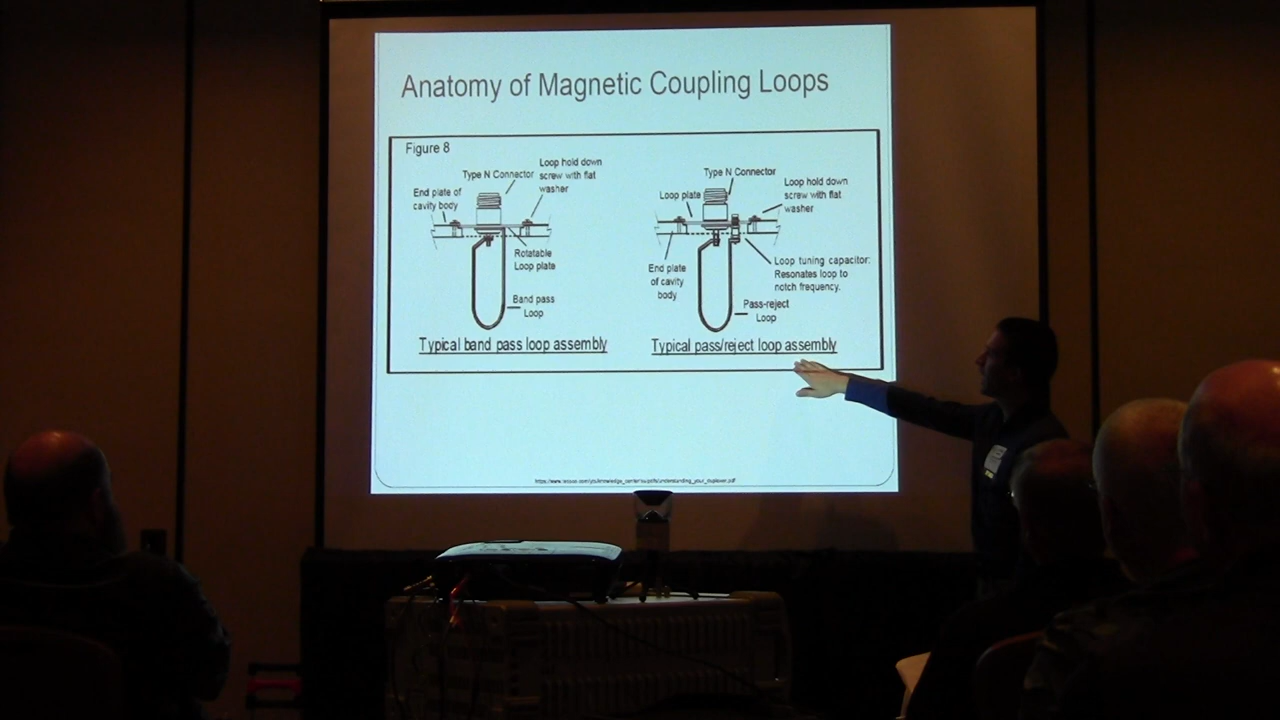 Anatomy of Magnetic Coupling Loops
Figure 8
Type N Connector
Loop hold down
screw with flat
washer
End plate of
cavity body
Rotatable
Loop plate
Band pass
Loop
Typical band pass loop assembly
Type N Connector
Loop plate
Loop hold down
screw with flat
washer
End plate
of cavity
body
Loop tuning capacitor:
Resonates loop to
notch frequency.
Pass-reject
Loop
Typical pass/reject loop assembly